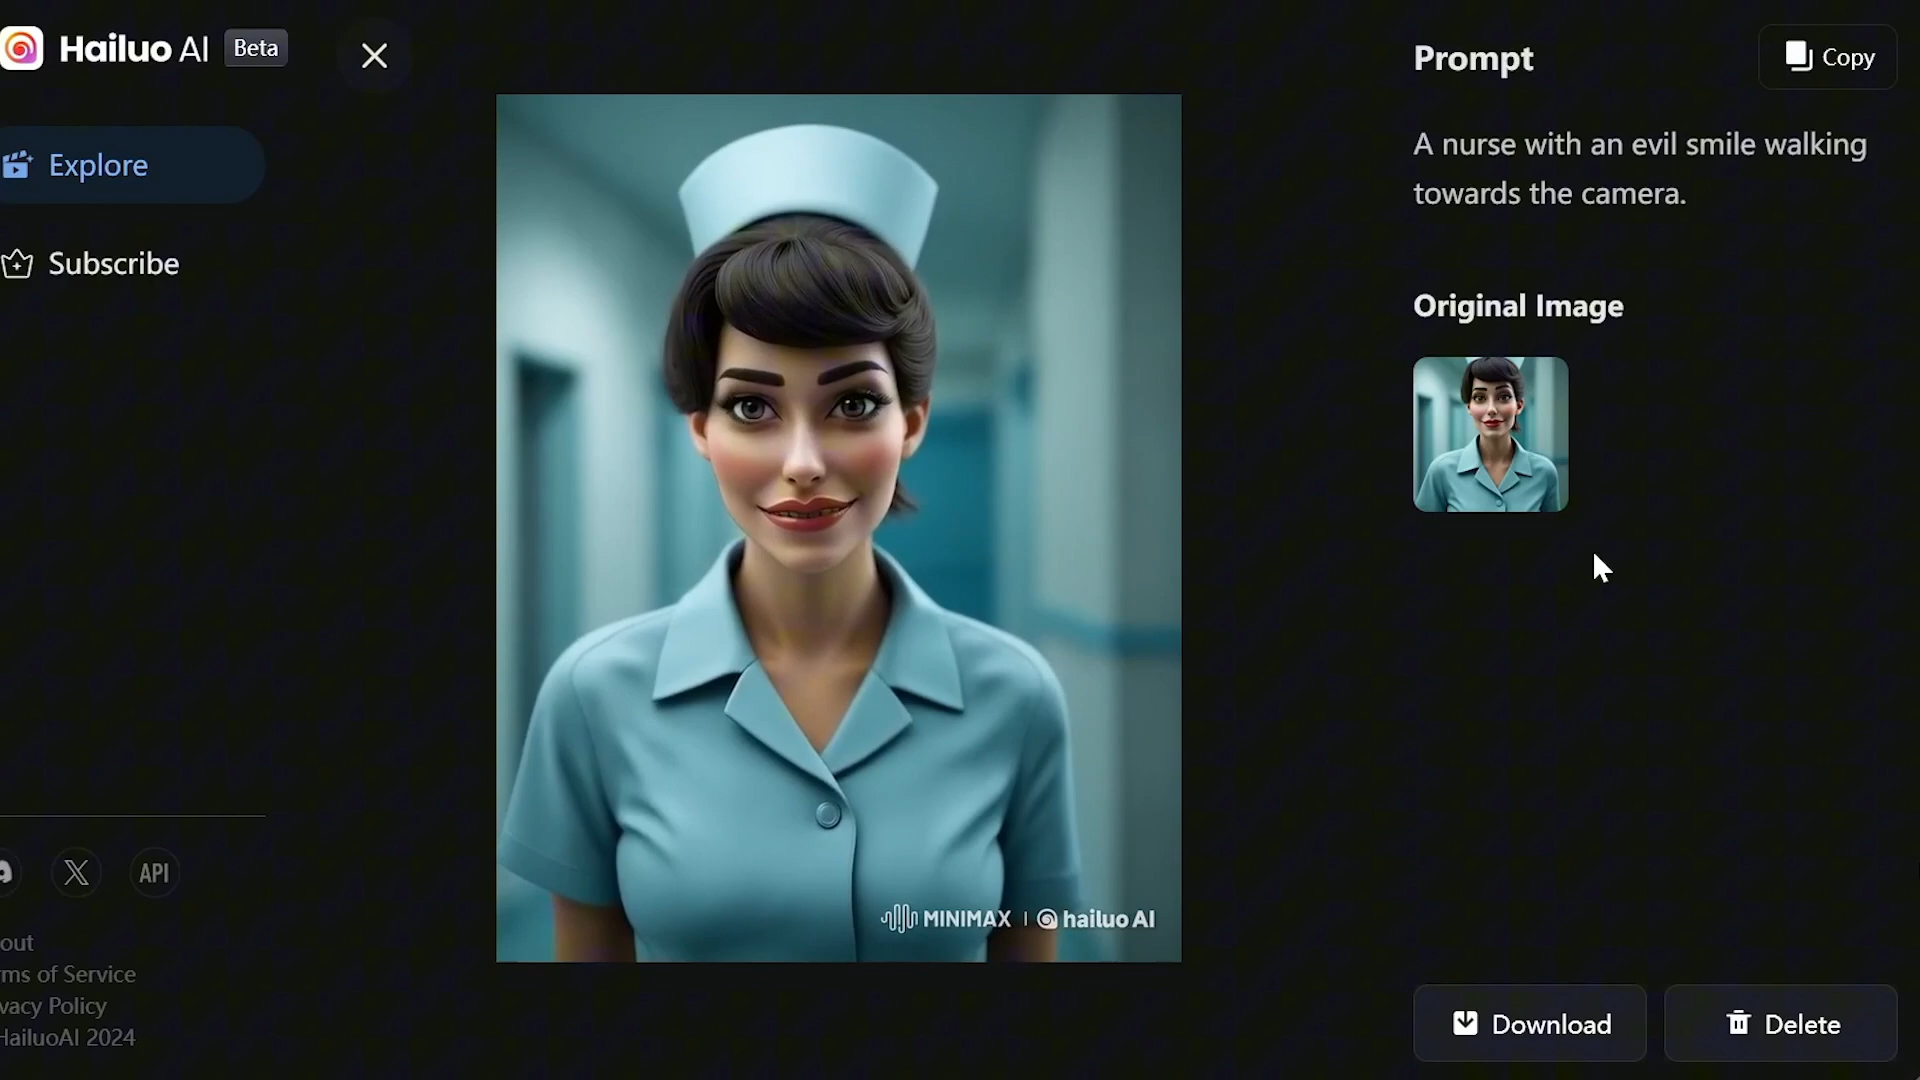 Hailuo AI Beta
Explore
Subscribe
API
out
rms of Service
vacy Policy
HailuoAI 2024
MINIMAX | hailuo AI
Prompt
Copy
A nurse with an evil smile walking
towards the camera.
Original Image
Download
Delete